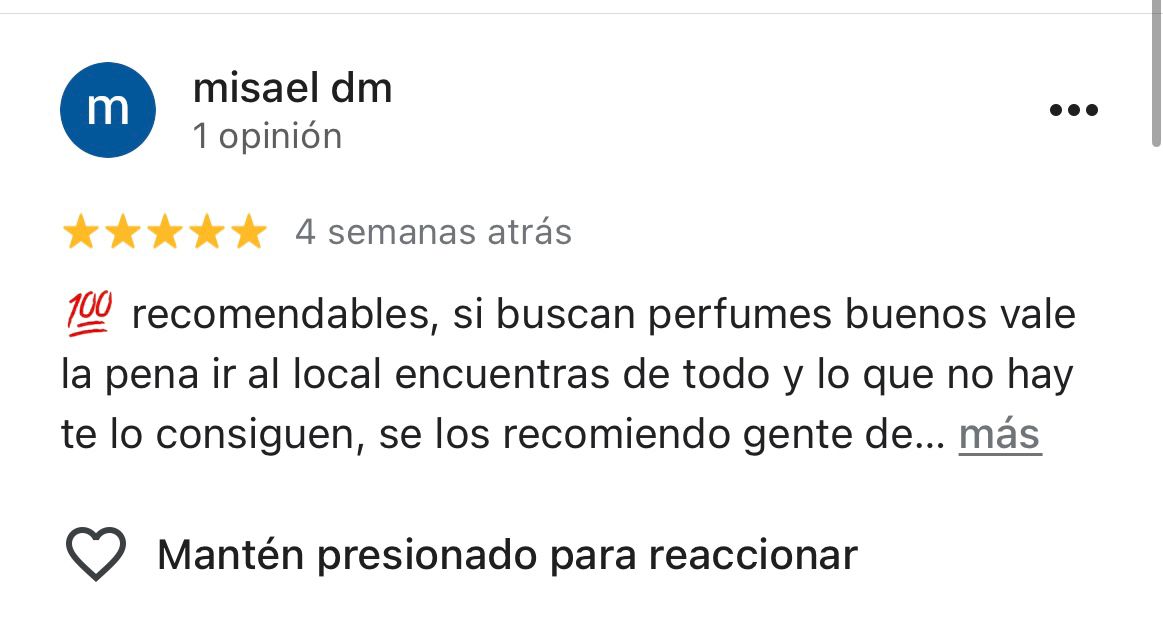 m
misael dm
1 opinión
4 semanas atrás
💯 recomendables, si buscan perfumes buenos vale
la pena ir al local encuentras de todo y lo que no hay
te lo consiguen, se los recomiendo gente de... más
Mantén presionado para reaccionar